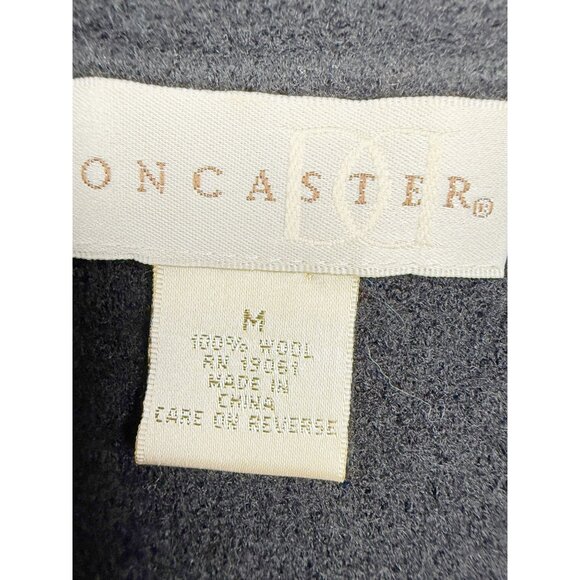 ONCASTER®
M
100% WOOL
RN 19061
MADE IN
CHINA
CARE ON REVERSE